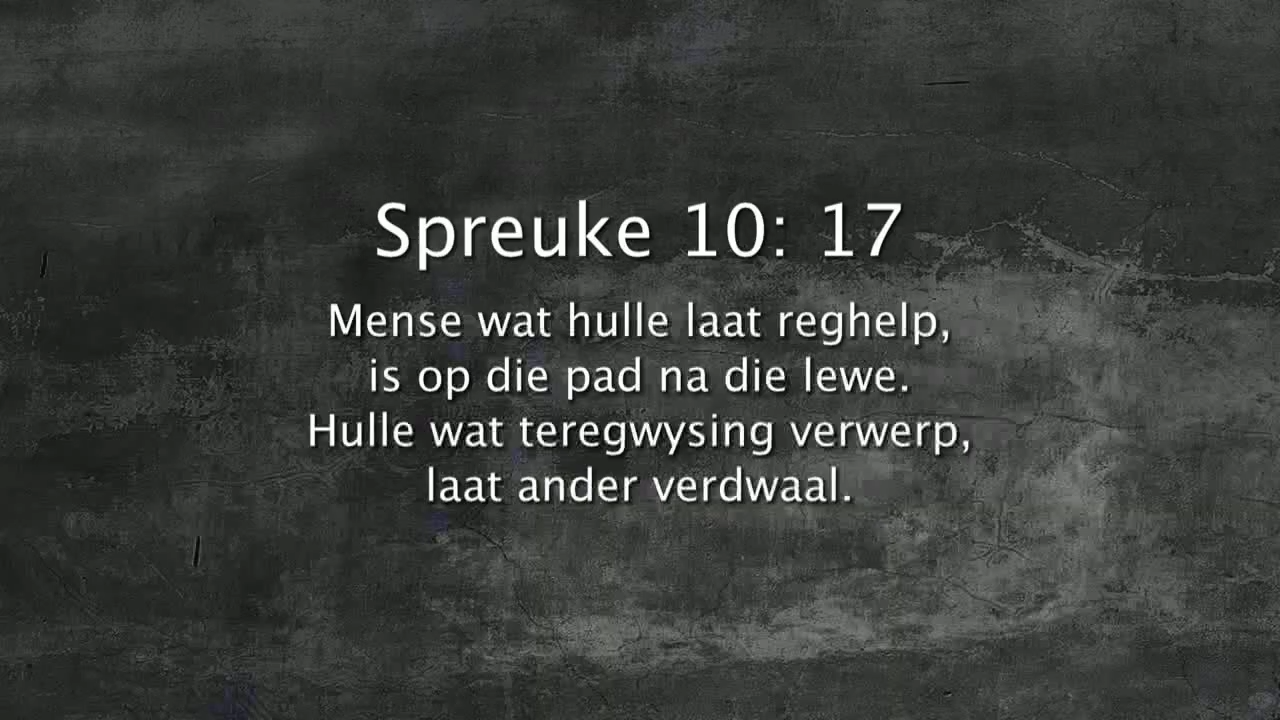 Spreuke 10: 17
Mense wat hulle laat reghelp,
is op die pad na die lewe.
Hulle wat teregwysing verwerp,
laat ander verdwaal.